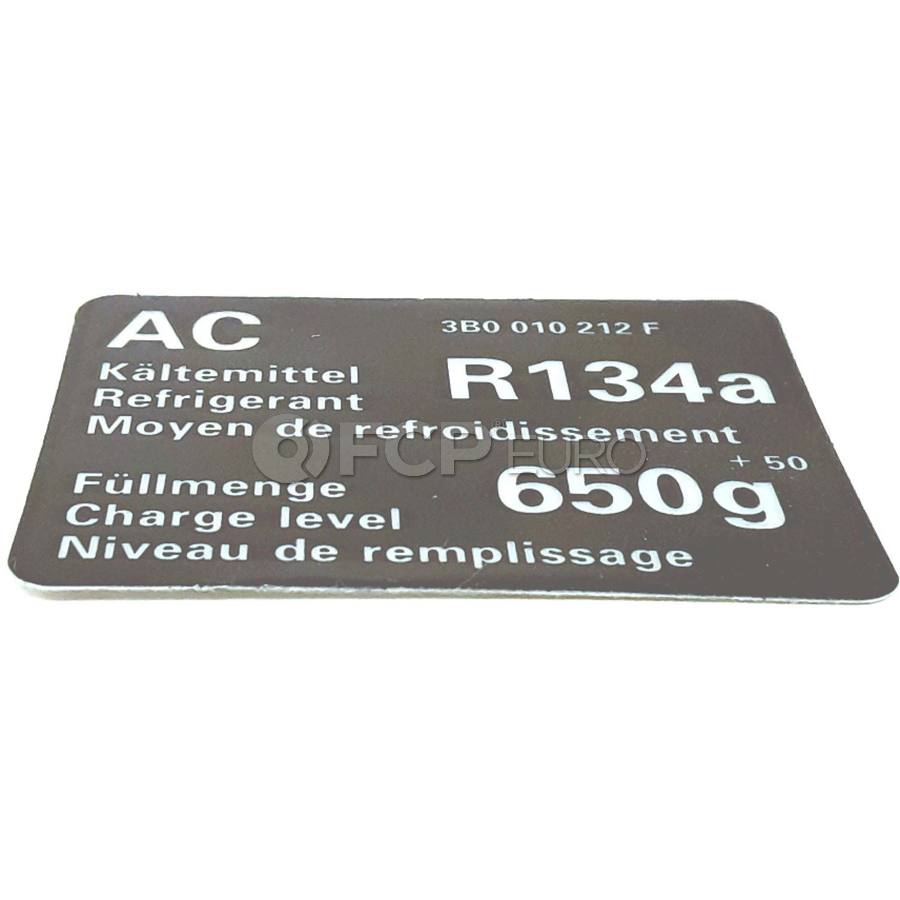 AC 3B0 010 212 F
Kältemittel R134a
Refrigerant
Moyen de refroidissement
FCP EURO
®
Füllmenge 650g + 50
Charge level
Niveau de remplissage